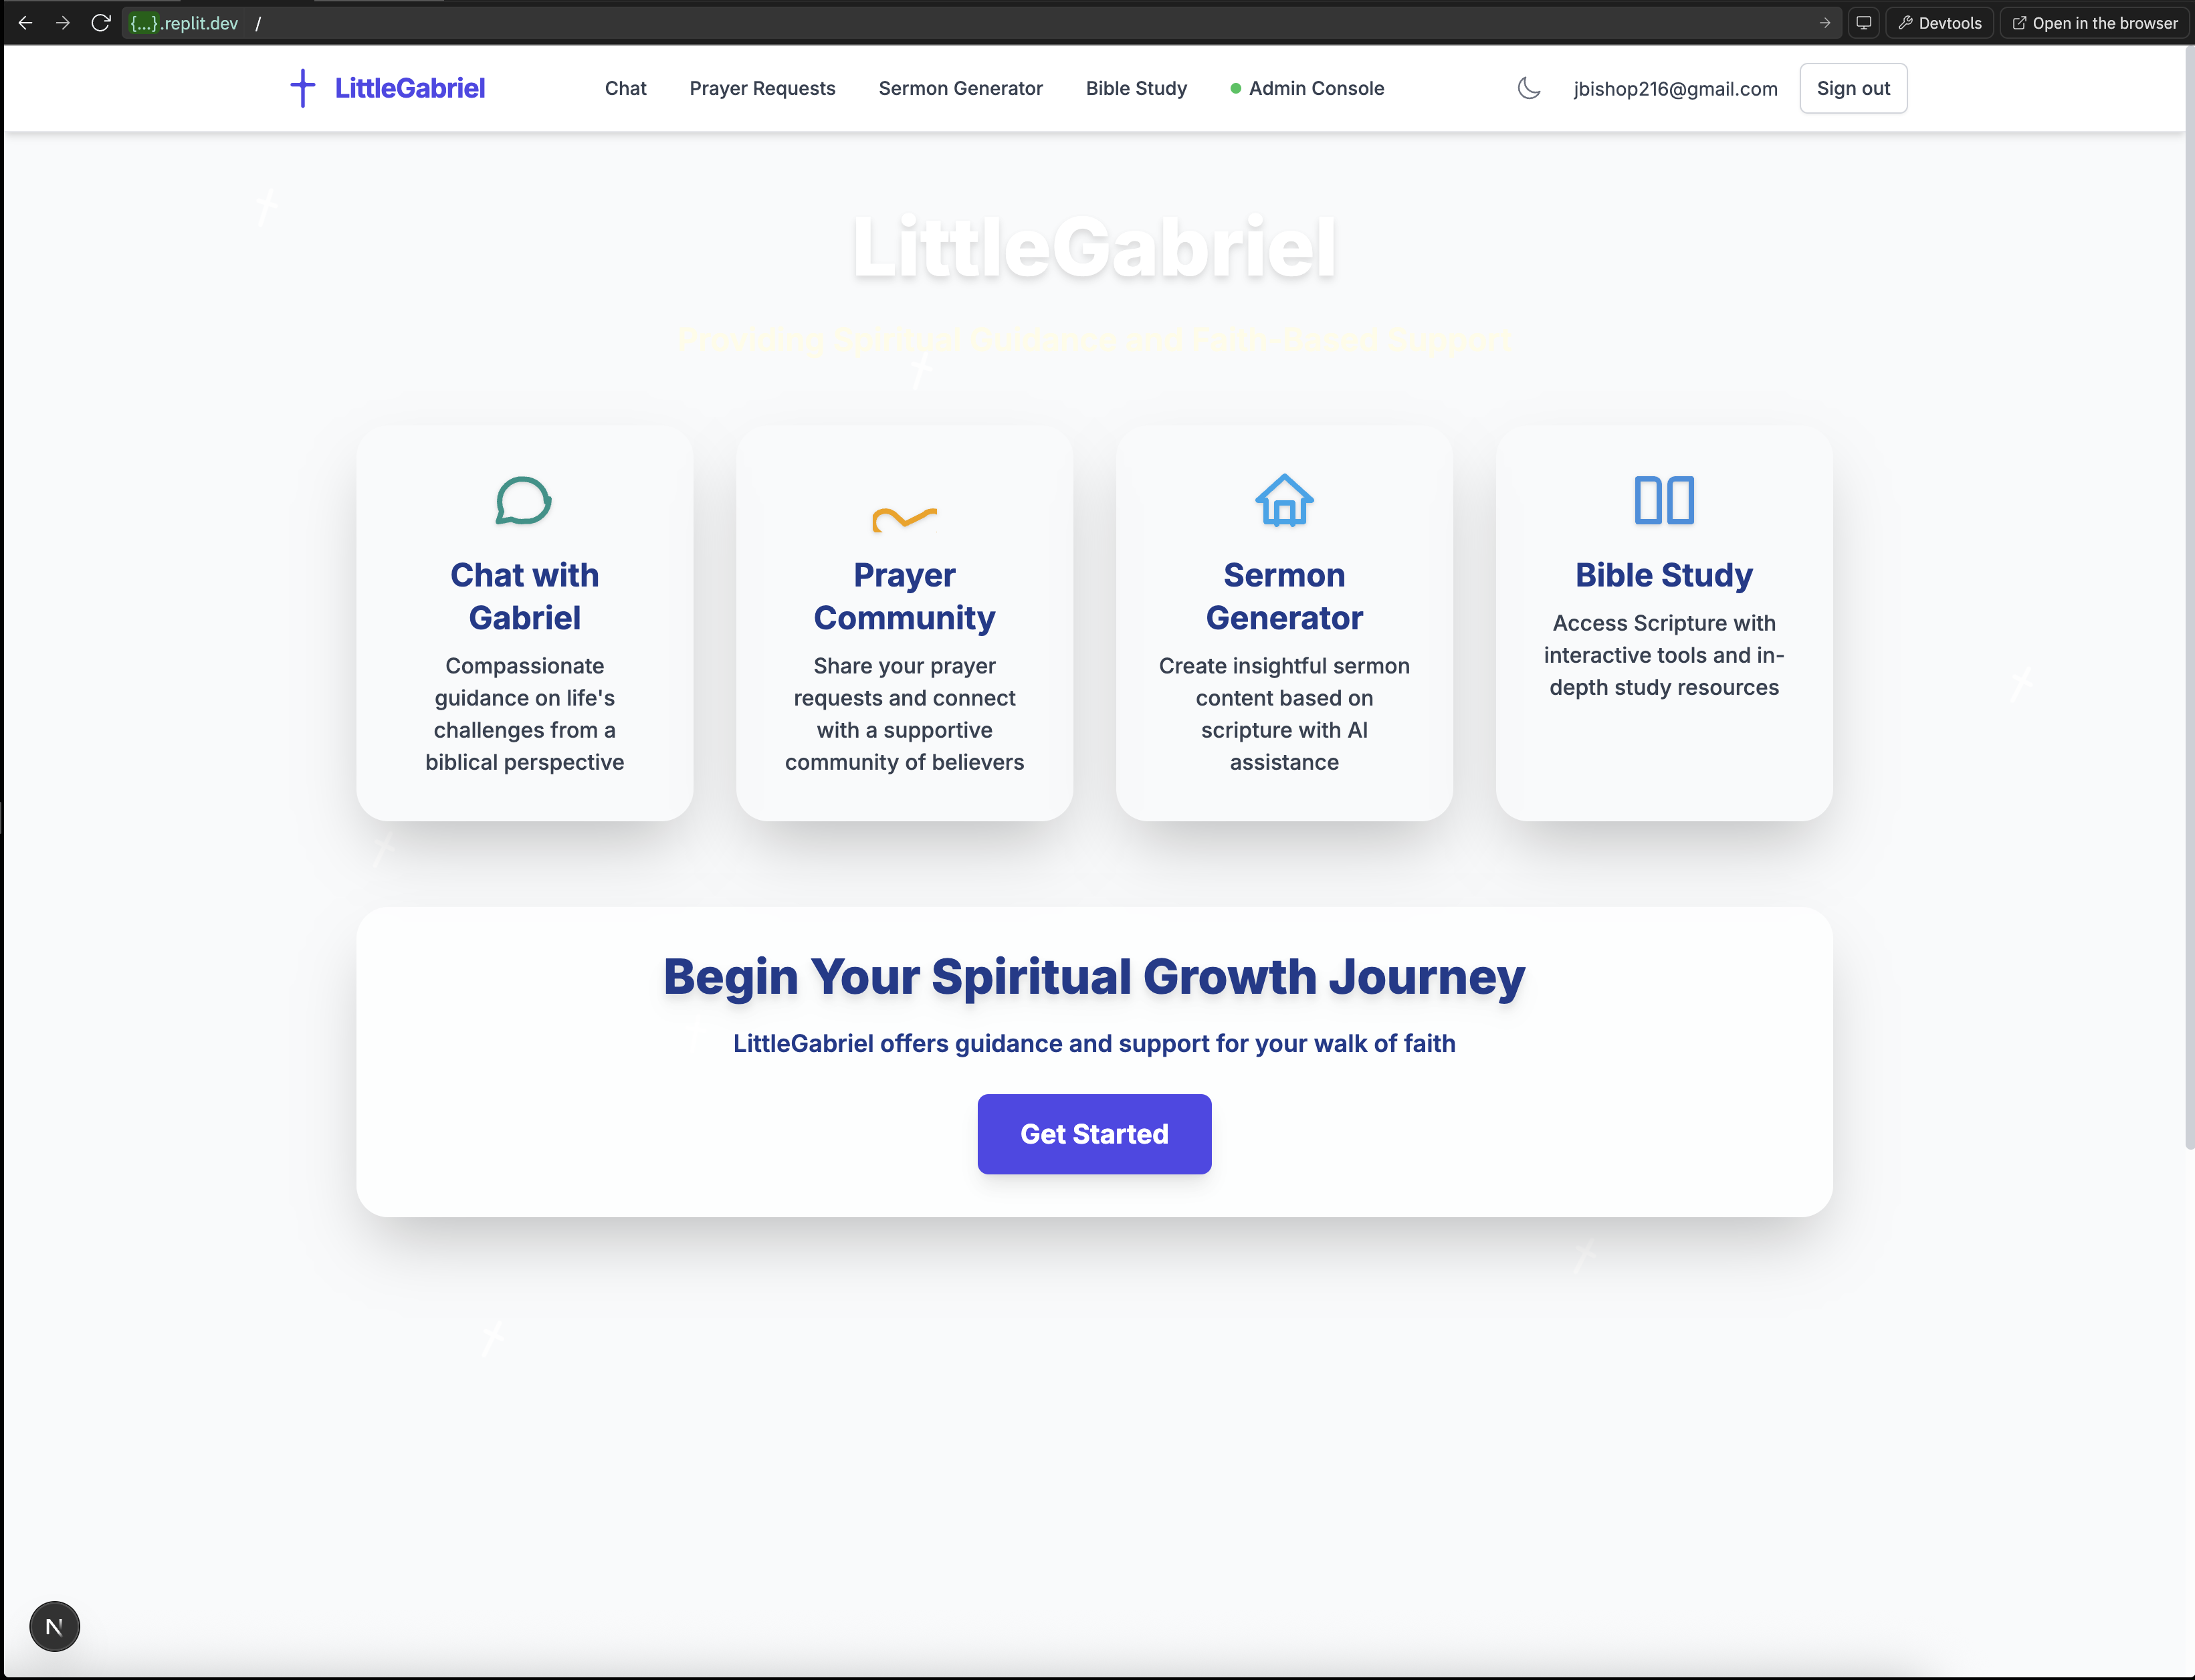 {...}.replit.dev /
Devtools
Open in the browser
LittleGabriel
Chat
Prayer Requests
Sermon Generator
Bible Study
Admin Console
jbishop216@gmail.com
Sign out
LittleGabriel
Providing Spiritual Guidance and Faith-Based Support
Chat with
Gabriel
Compassionate
guidance on life's
challenges from a
biblical perspective
Prayer
Community
Share your prayer
requests and connect
with a supportive
community of believers
Sermon
Generator
Create insightful sermon
content based on
scripture with AI
assistance
Bible Study
Access Scripture with
interactive tools and in-
depth study resources
Begin Your Spiritual Growth Journey
LittleGabriel offers guidance and support for your walk of faith
Get Started
N